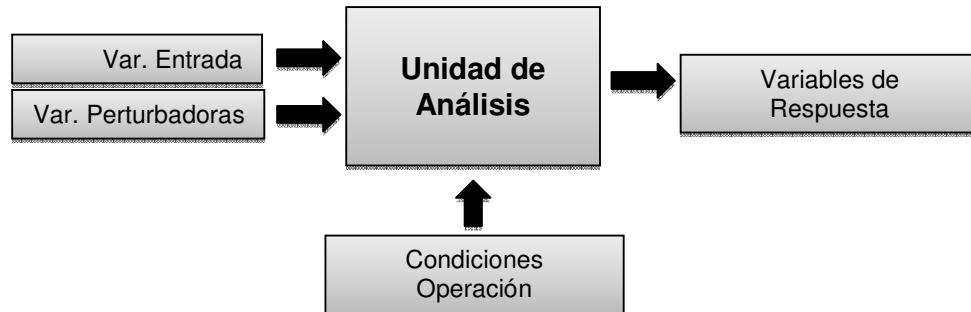 Var. Entrada
Var. Perturbadoras
Unidad de
Análisis
Variables de
Respuesta
Condiciones
Operación